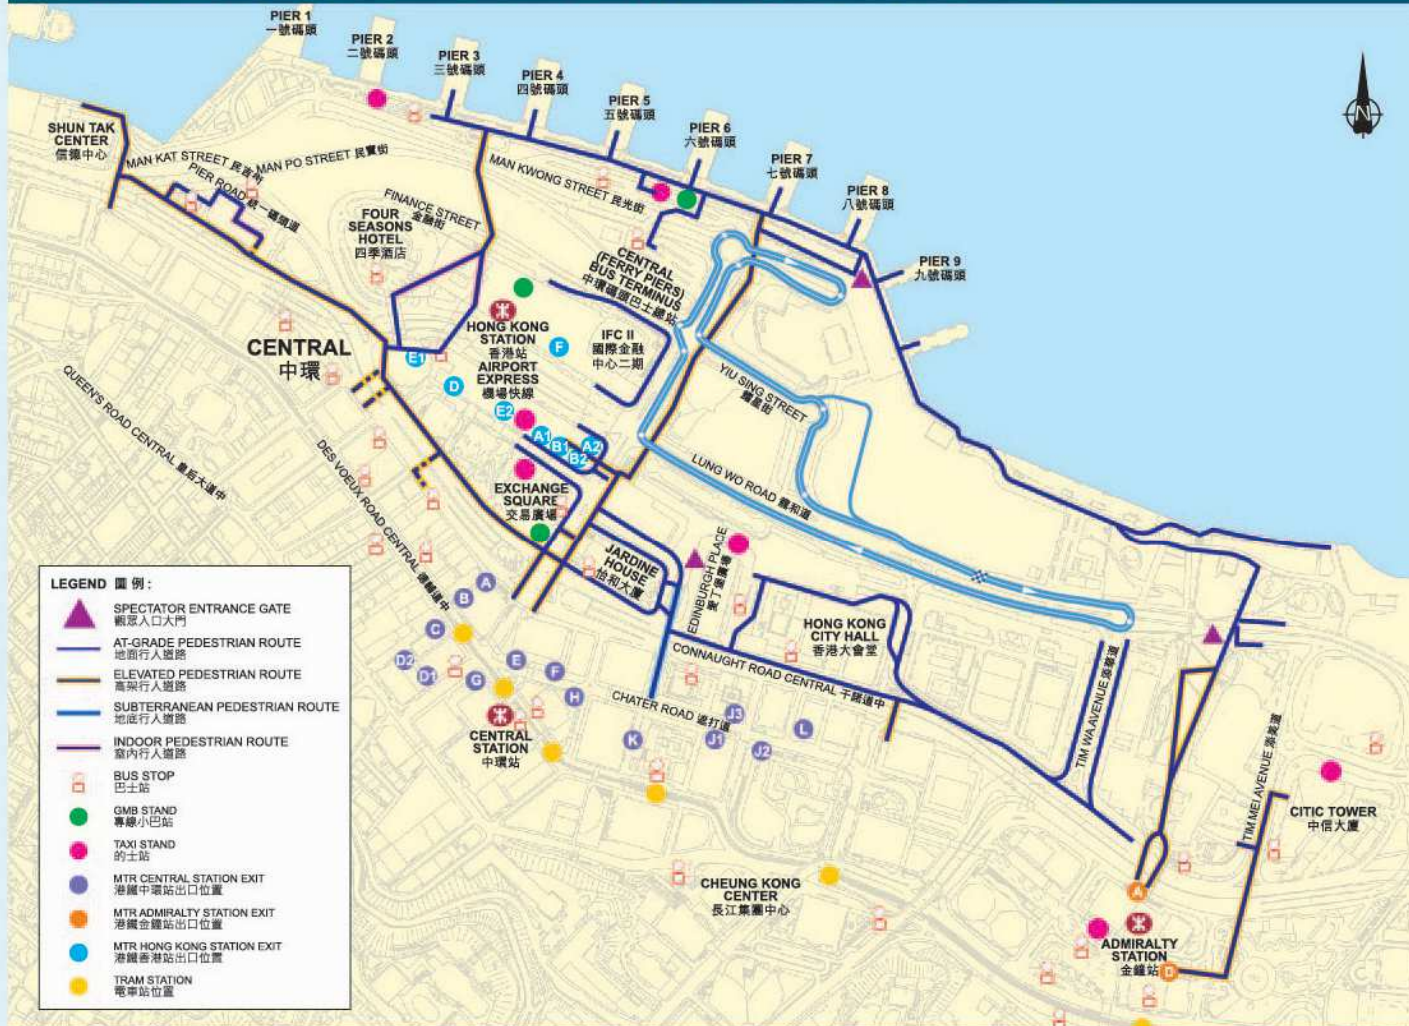 PIER 1
一號碼頭
PIER 2
二號碼頭
PIER 3
三號碼頭
PIER 4
四號碼頭
PIER 5
五號碼頭
PIER 6
六號碼頭
PIER 7
七號碼頭
PIER 8
八號碼頭
PIER 9
九號碼頭
N
SHUN TAK
CENTER
信德中心
MAN KAT STREET 民吉街
MAN PO STREET 民寶街
PIER ROAD 統一碼頭道
FINANCE STREET
金融街
MAN KWONG STREET 民光街
FOUR
SEASONS
HOTEL
四季酒店
CENTRAL
(FERRY PIERS)
BUS TERMINUS
中環碼頭巴士總站
HONG KONG
STATION
香港站
AIRPORT
EXPRESS
機場快線
IFC II
國際金融
中心二期
CENTRAL
中環
E1
F
D
E2
A1
B1
A2
B2
YIU SING STREET
耀星街
QUEEN'S ROAD CENTRAL 皇后大道中
DES VOEUX ROAD CENTRAL 德輔道中
LUNG WO ROAD 龍和道
EXCHANGE
SQUARE
交易廣場
JARDINE
HOUSE
怡和大廈
EDINBURGH PLACE
愛丁堡廣場
HONG KONG
CITY HALL
香港大會堂
CONNAUGHT ROAD CENTRAL 干諾道中
CHATER ROAD 遮打道
TIM WA AVENUE 添華道
TIM MEI AVENUE 添美道
A
B
C
D2
D1
E
F
G
H
J3
J1
J2
K
L
CENTRAL
STATION
中環站
CITIC TOWER
中信大廈
CHEUNG KONG
CENTER
長江集團中心
A
ADMIRALTY
STATION
金鐘站
D
LEGEND 圖例 :
SPECTATOR ENTRANCE GATE
觀眾入口大門
AT-GRADE PEDESTRIAN ROUTE
地面行人道路
ELEVATED PEDESTRIAN ROUTE
高架行人道路
SUBTERRANEAN PEDESTRIAN ROUTE
地底行人道路
INDOOR PEDESTRIAN ROUTE
室內行人道路
BUS STOP
巴士站
GMB STAND
專線小巴站
TAXI STAND
的士站
MTR CENTRAL STATION EXIT
港鐵中環站出口位置
MTR ADMIRALTY STATION EXIT
港鐵金鐘站出口位置
MTR HONG KONG STATION EXIT
港鐵香港站出口位置
TRAM STATION
電車站位置